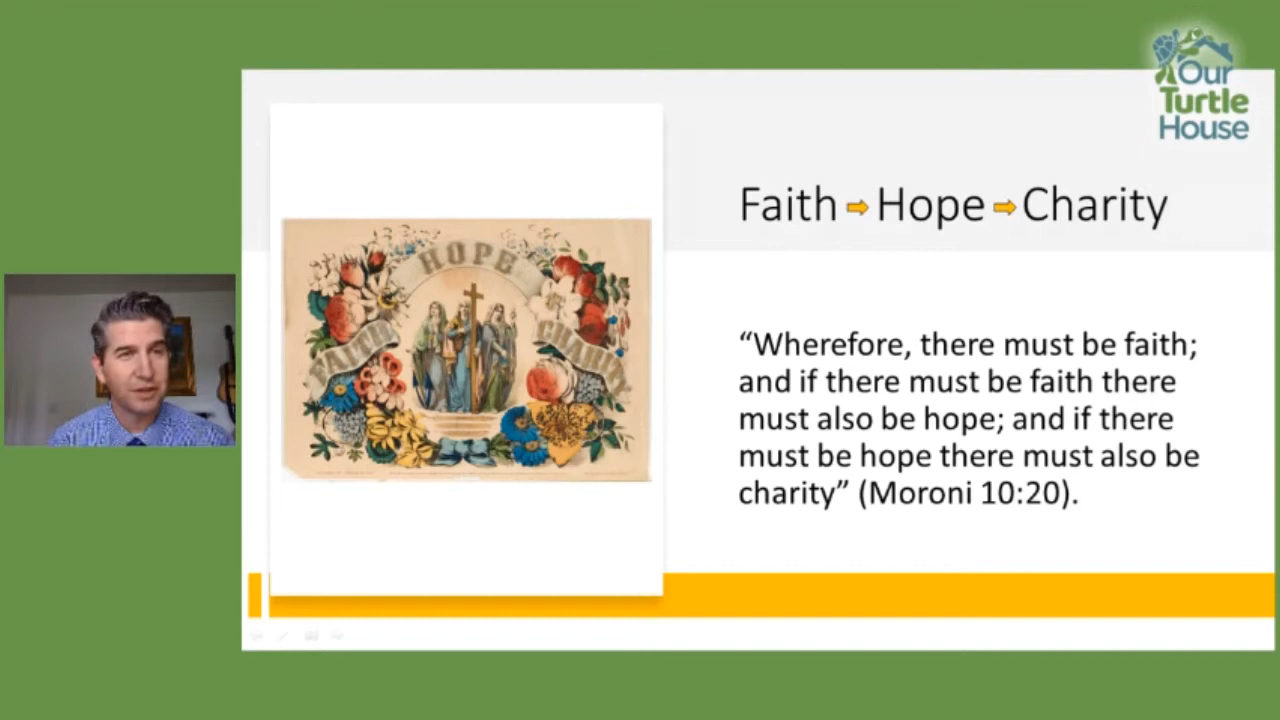 Our
Turtle
House
Faith Hope Charity
HOPE
FAITH
CHARITY
“Wherefore, there must be faith;
and if there must be faith there
must also be hope; and if there
must be hope there must also be
charity” (Moroni 10:20).